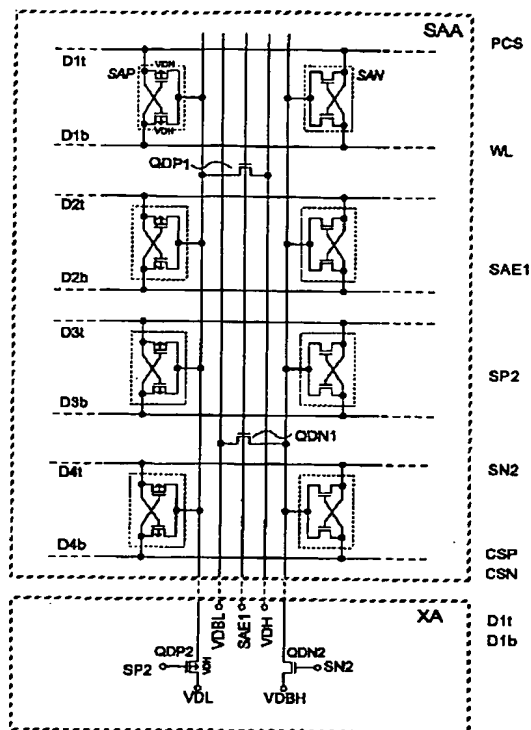 SAA
PCS
D1t
SAP
VDH
VDH
SAN
D1b
WL
QDP1
D2t
D2b
SAE1
D3t
D3b
SP2
QDN1
D4t
SN2
D4b
CSP
CSN
VDBL
SAE1
VDH
XA
D1t
D1b
QDP2
QDN2
SP2
VDH
SN2
VDL
VDBH